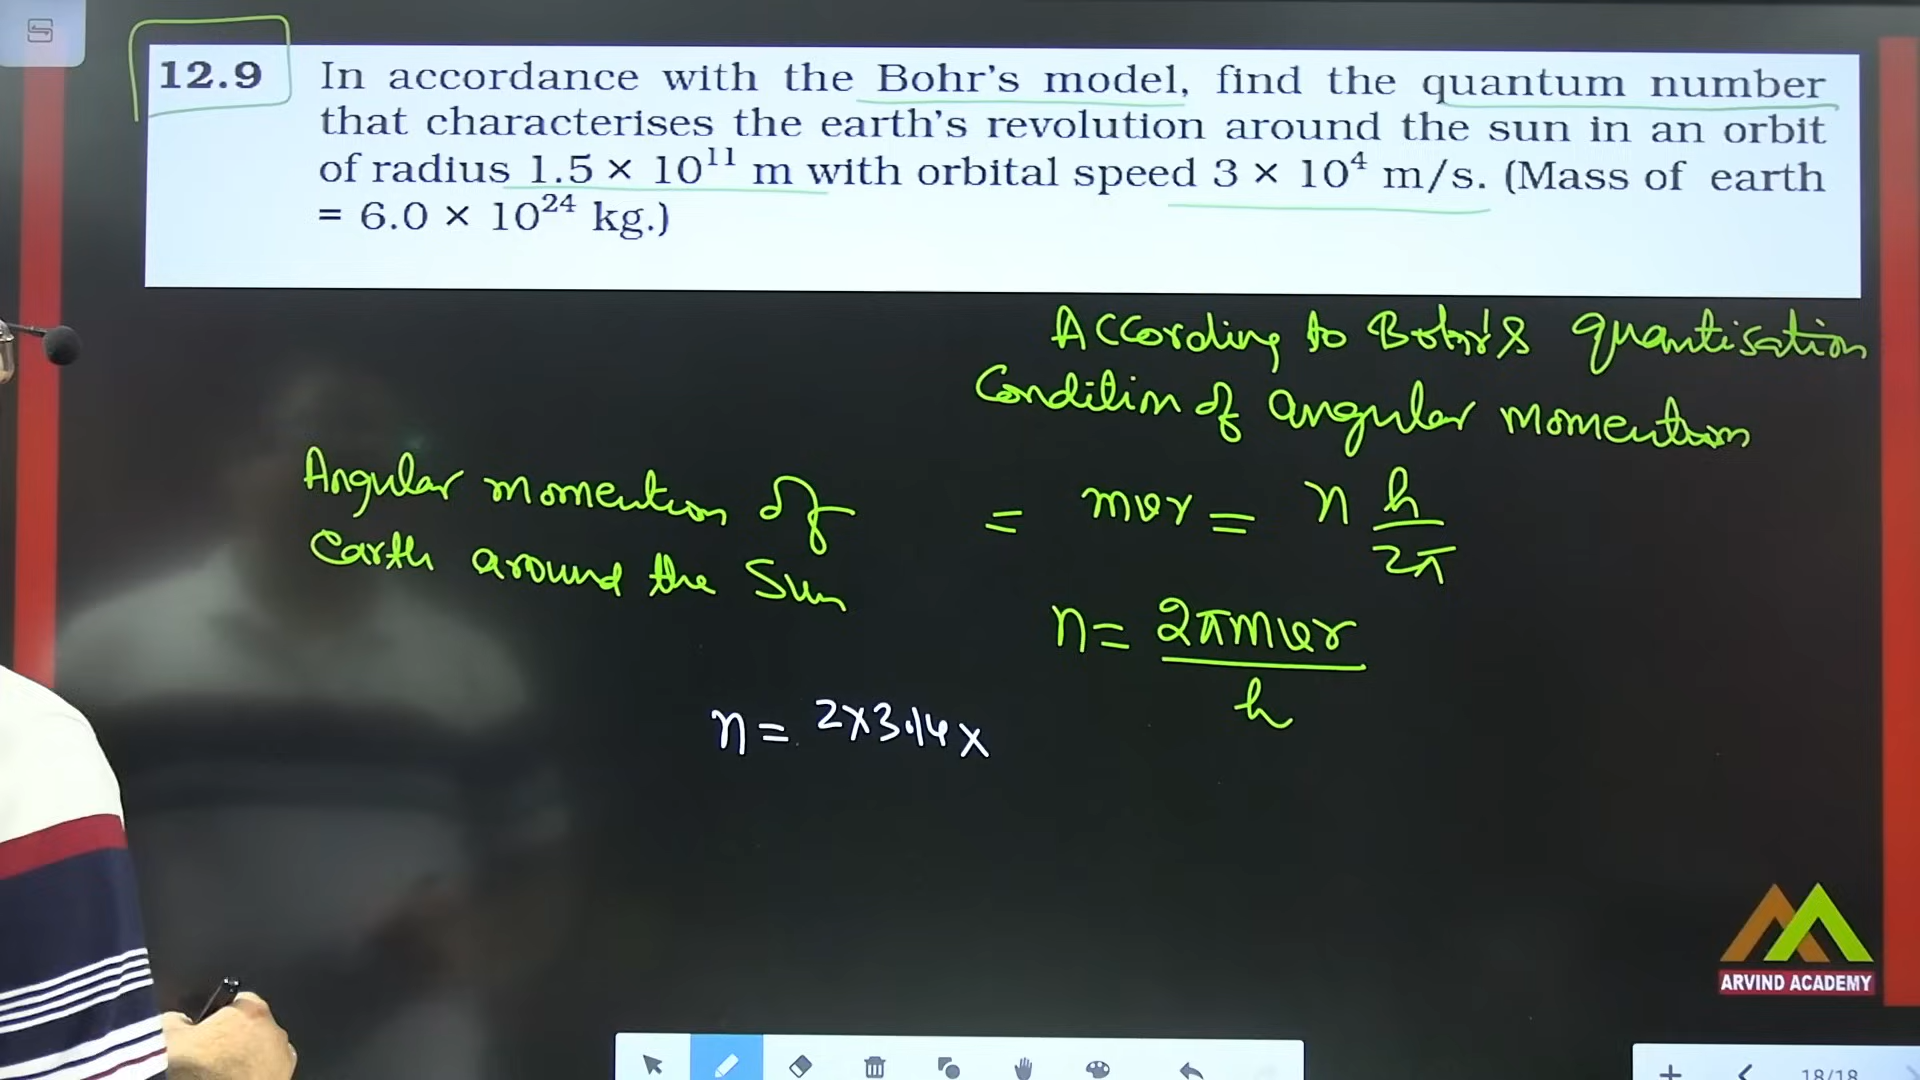 12.9 In accordance with the Bohr's model, find the quantum number
that characterises the earth's revolution around the sun in an orbit
of radius 1.5 × 10¹¹ m with orbital speed 3 × 10⁴ m/s. (Mass of earth
= 6.0 × 10²⁴ kg.)
According to Bohr's quantisation
Condition of angular momentum
Angular momentum of
Earth around the Sun
= mvr = n h/2π
n = 2πmvr/h
n = 2×3.14×
ARVIND ACADEMY
18/18